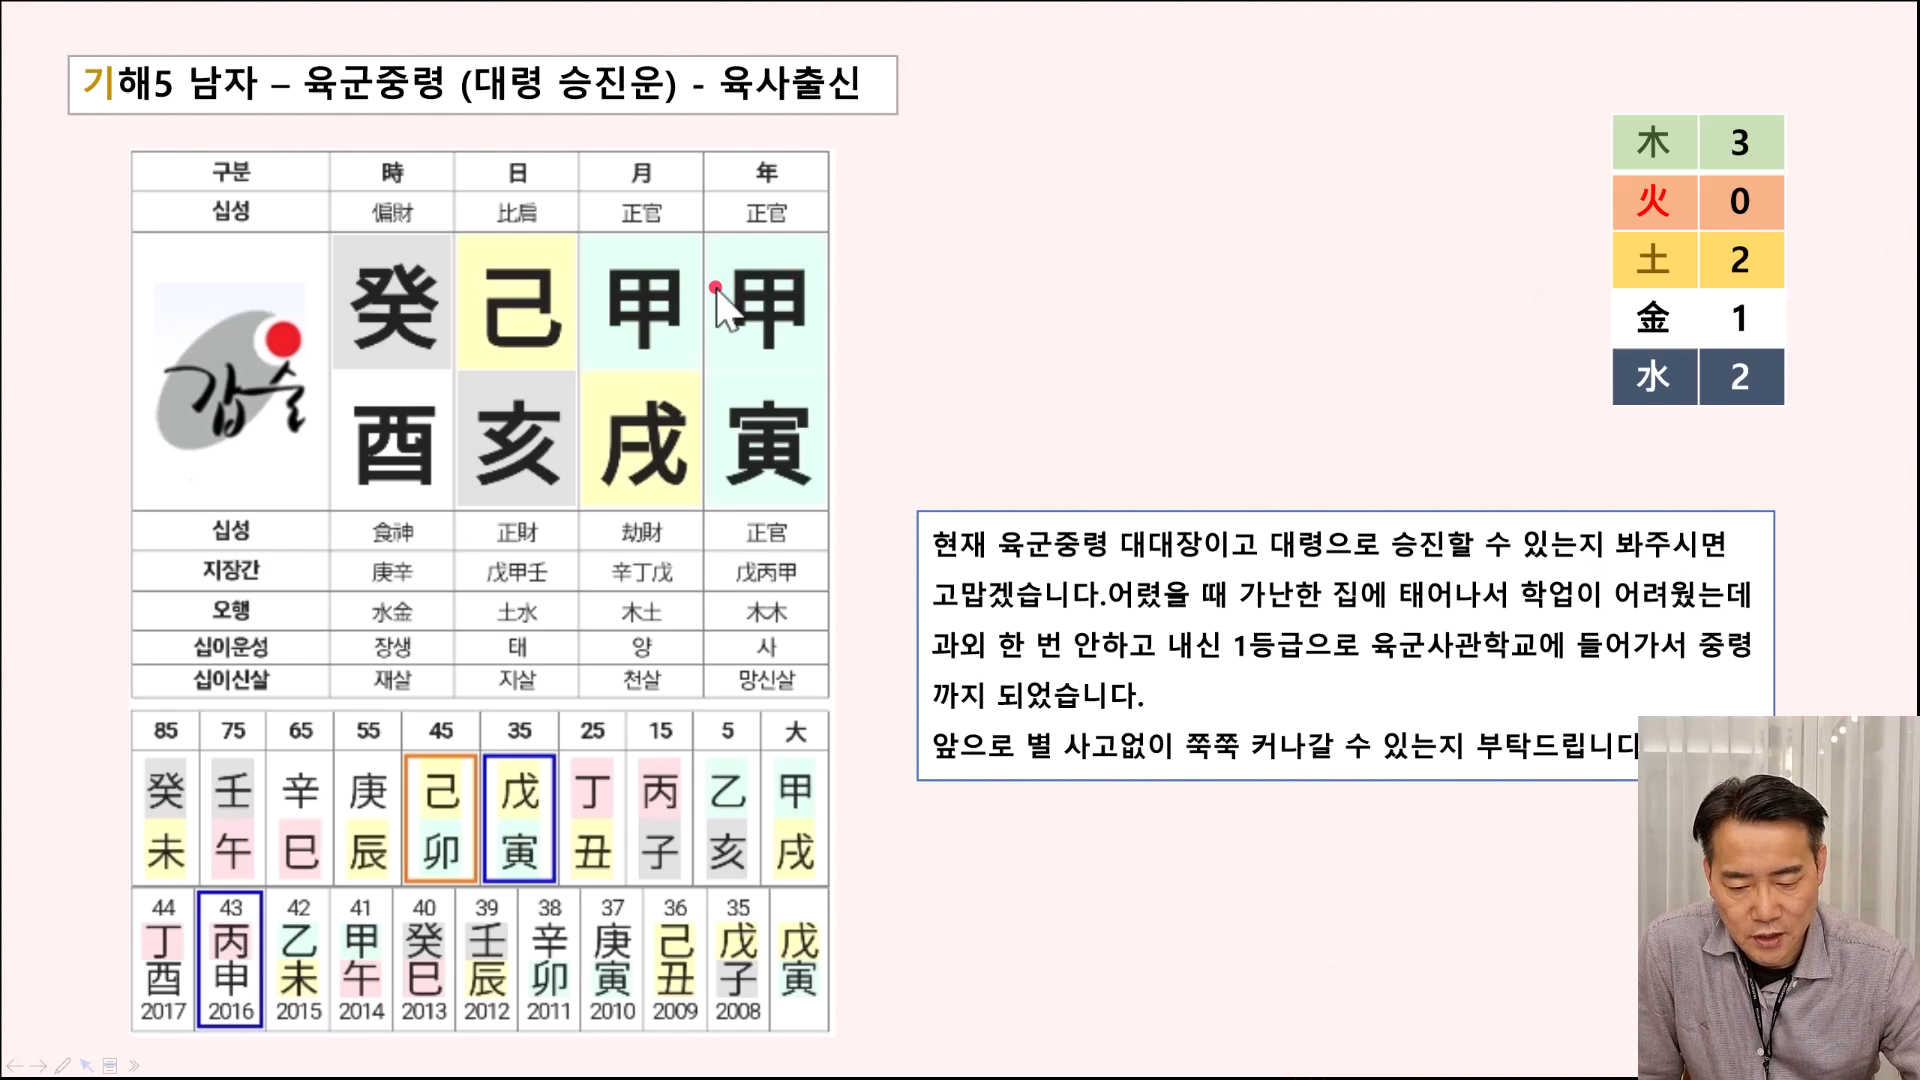 기해5 남자 – 육군중령 (대령 승진운) - 육사출신
木 3
火 0
土 2
金 1
水 2
구분 時 日 月 年
십성 偏財 比肩 正官 正官
癸 己 甲 甲
갑술
酉 亥 戌 寅
십성 食神 正財 劫財 正官
지장간 庚辛 戊甲壬 辛丁戊 戊丙甲
오행 水金 土水 木土 木木
십이운성 장생 태 양 사
십이신살 재살 지살 천살 망신살
85 75 65 55 45 35 25 15 5 大
癸 壬 辛 庚 己 戊 丁 丙 乙 甲
未 午 巳 辰 卯 寅 丑 子 亥 戌
44 43 42 41 40 39 38 37 36 35
丁 丙 乙 甲 癸 壬 辛 庚 己 戊 戊
酉 申 未 午 巳 辰 卯 寅 丑 子 寅
2017 2016 2015 2014 2013 2012 2011 2010 2009 2008
현재 육군중령 대대장이고 대령으로 승진할 수 있는지 봐주시면
고맙겠습니다.어렸을 때 가난한 집에 태어나서 학업이 어려웠는데
과외 한 번 안하고 내신 1등급으로 육군사관학교에 들어가서 중령
까지 되었습니다.
앞으로 별 사고없이 쭉쭉 커나갈 수 있는지 부탁드립니다